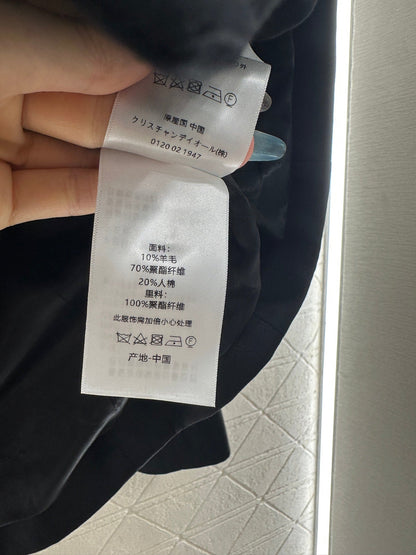 原産国 中国
クリスチャンディオール(株)
0120 02 1947
面料:
10%羊毛
70%聚酯纤维
20%人棉
里料:
100%聚酯纤维
此服饰需加倍小心处理
产地-中国